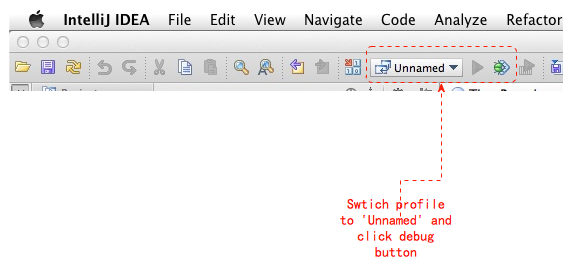 IntelliJ IDEA File Edit View Navigate Code Analyze Refactor
Unnamed
Swtich profile
to 'Unnamed' and
click debug
button